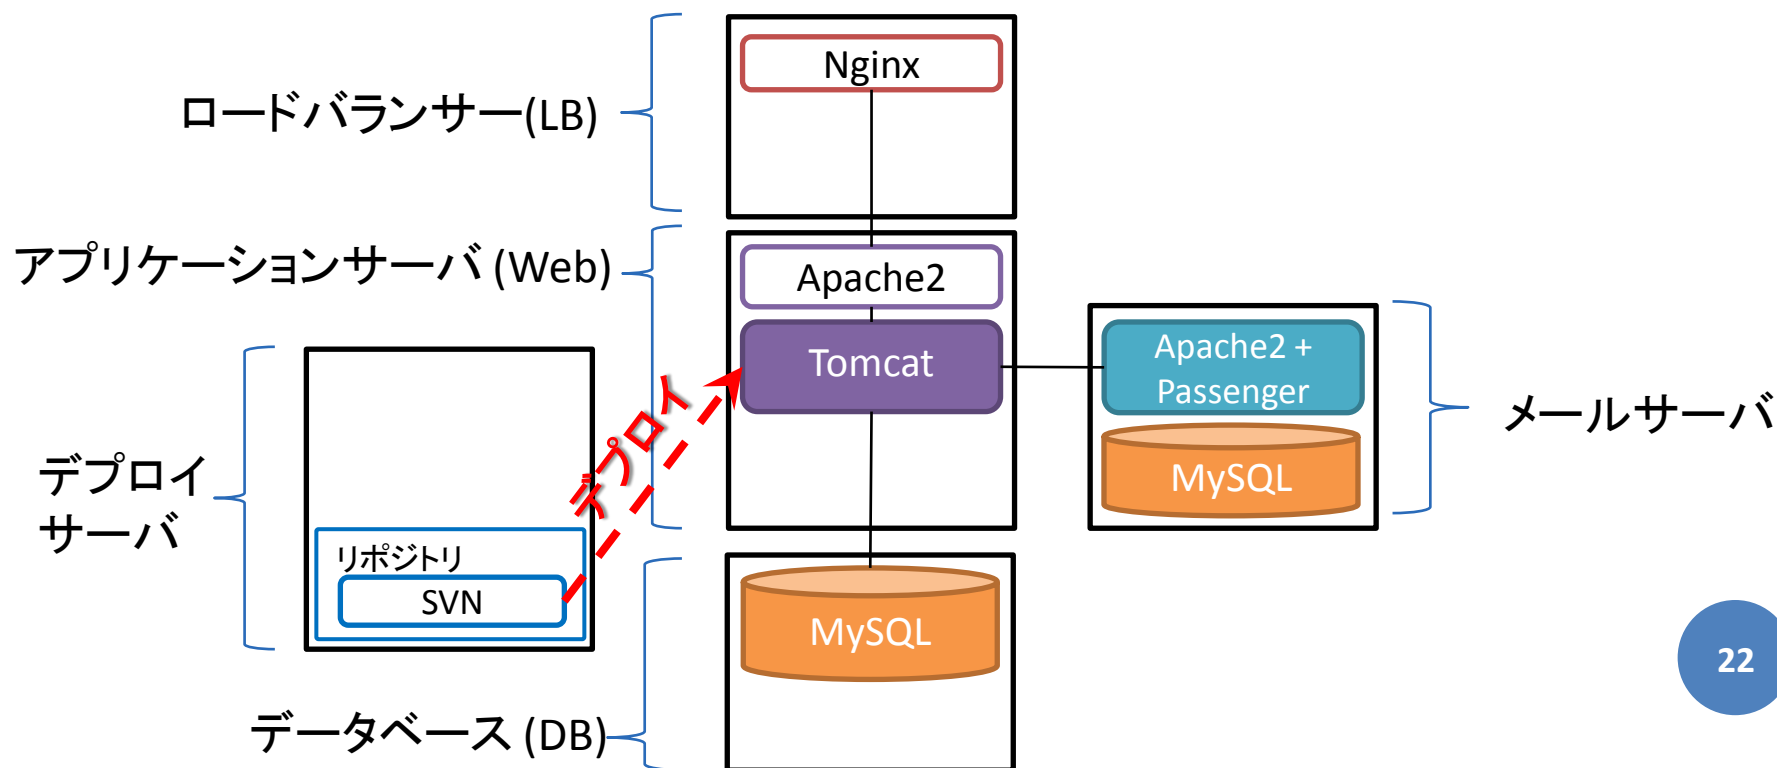 Nginx
ロードバランサー(LB)
アプリケーションサーバ (Web)
Apache2
Tomcat
Apache2 +
Passenger
MySQL
メールサーバ
デプロイ
デプロイ
サーバ
リポジトリ
SVN
MySQL
データベース (DB)
22